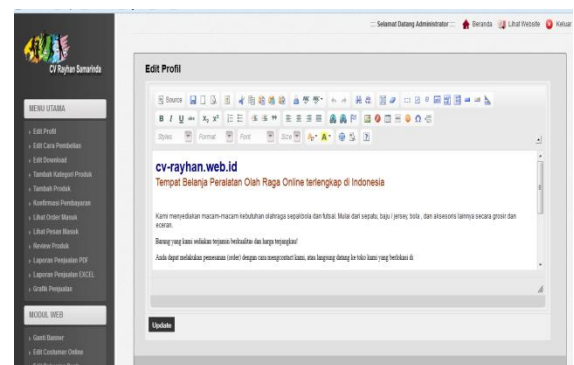 ::: Selamat Datang Administrator ::: Beranda Lihat Website Keluar
CV Rayhan Samarinda
Edit Profil
MENU UTAMA
Edit Profil
Edit Cara Pembelian
Edit Download
Tambah Kategori Produk
Tambah Produk
Konfirmasi Pembayaran
Lihat Order Masuk
Lihat Pesan Masuk
Review Produk
Laporan Penjualan PDF
Laporan Penjualan EXCEL
Grafik Penjualan
MODUL WEB
Ganti Banner
Edit Costumer Online
Source
B I U abc X₂ X²
Styles Format Font Size
cv-rayhan.web.id
Tempat Belanja Peralatan Olah Raga Online terlengkap di Indonesia
Kami menyediakan macam-macam kebutuhan olahraga sepakbola dan futsal. Mulai dari sepatu, baju / jersey, bola , dan aksesoris lainnya secara grosir dan
eceran.
Barang yang kami sediakan terjamin berkualitas dan harga terjangkau!
Anda dapat melakukan pemesanan (order) dengan cara mengcontact kami, atau langsung datang ke toko kami yang berlokasi di
Update